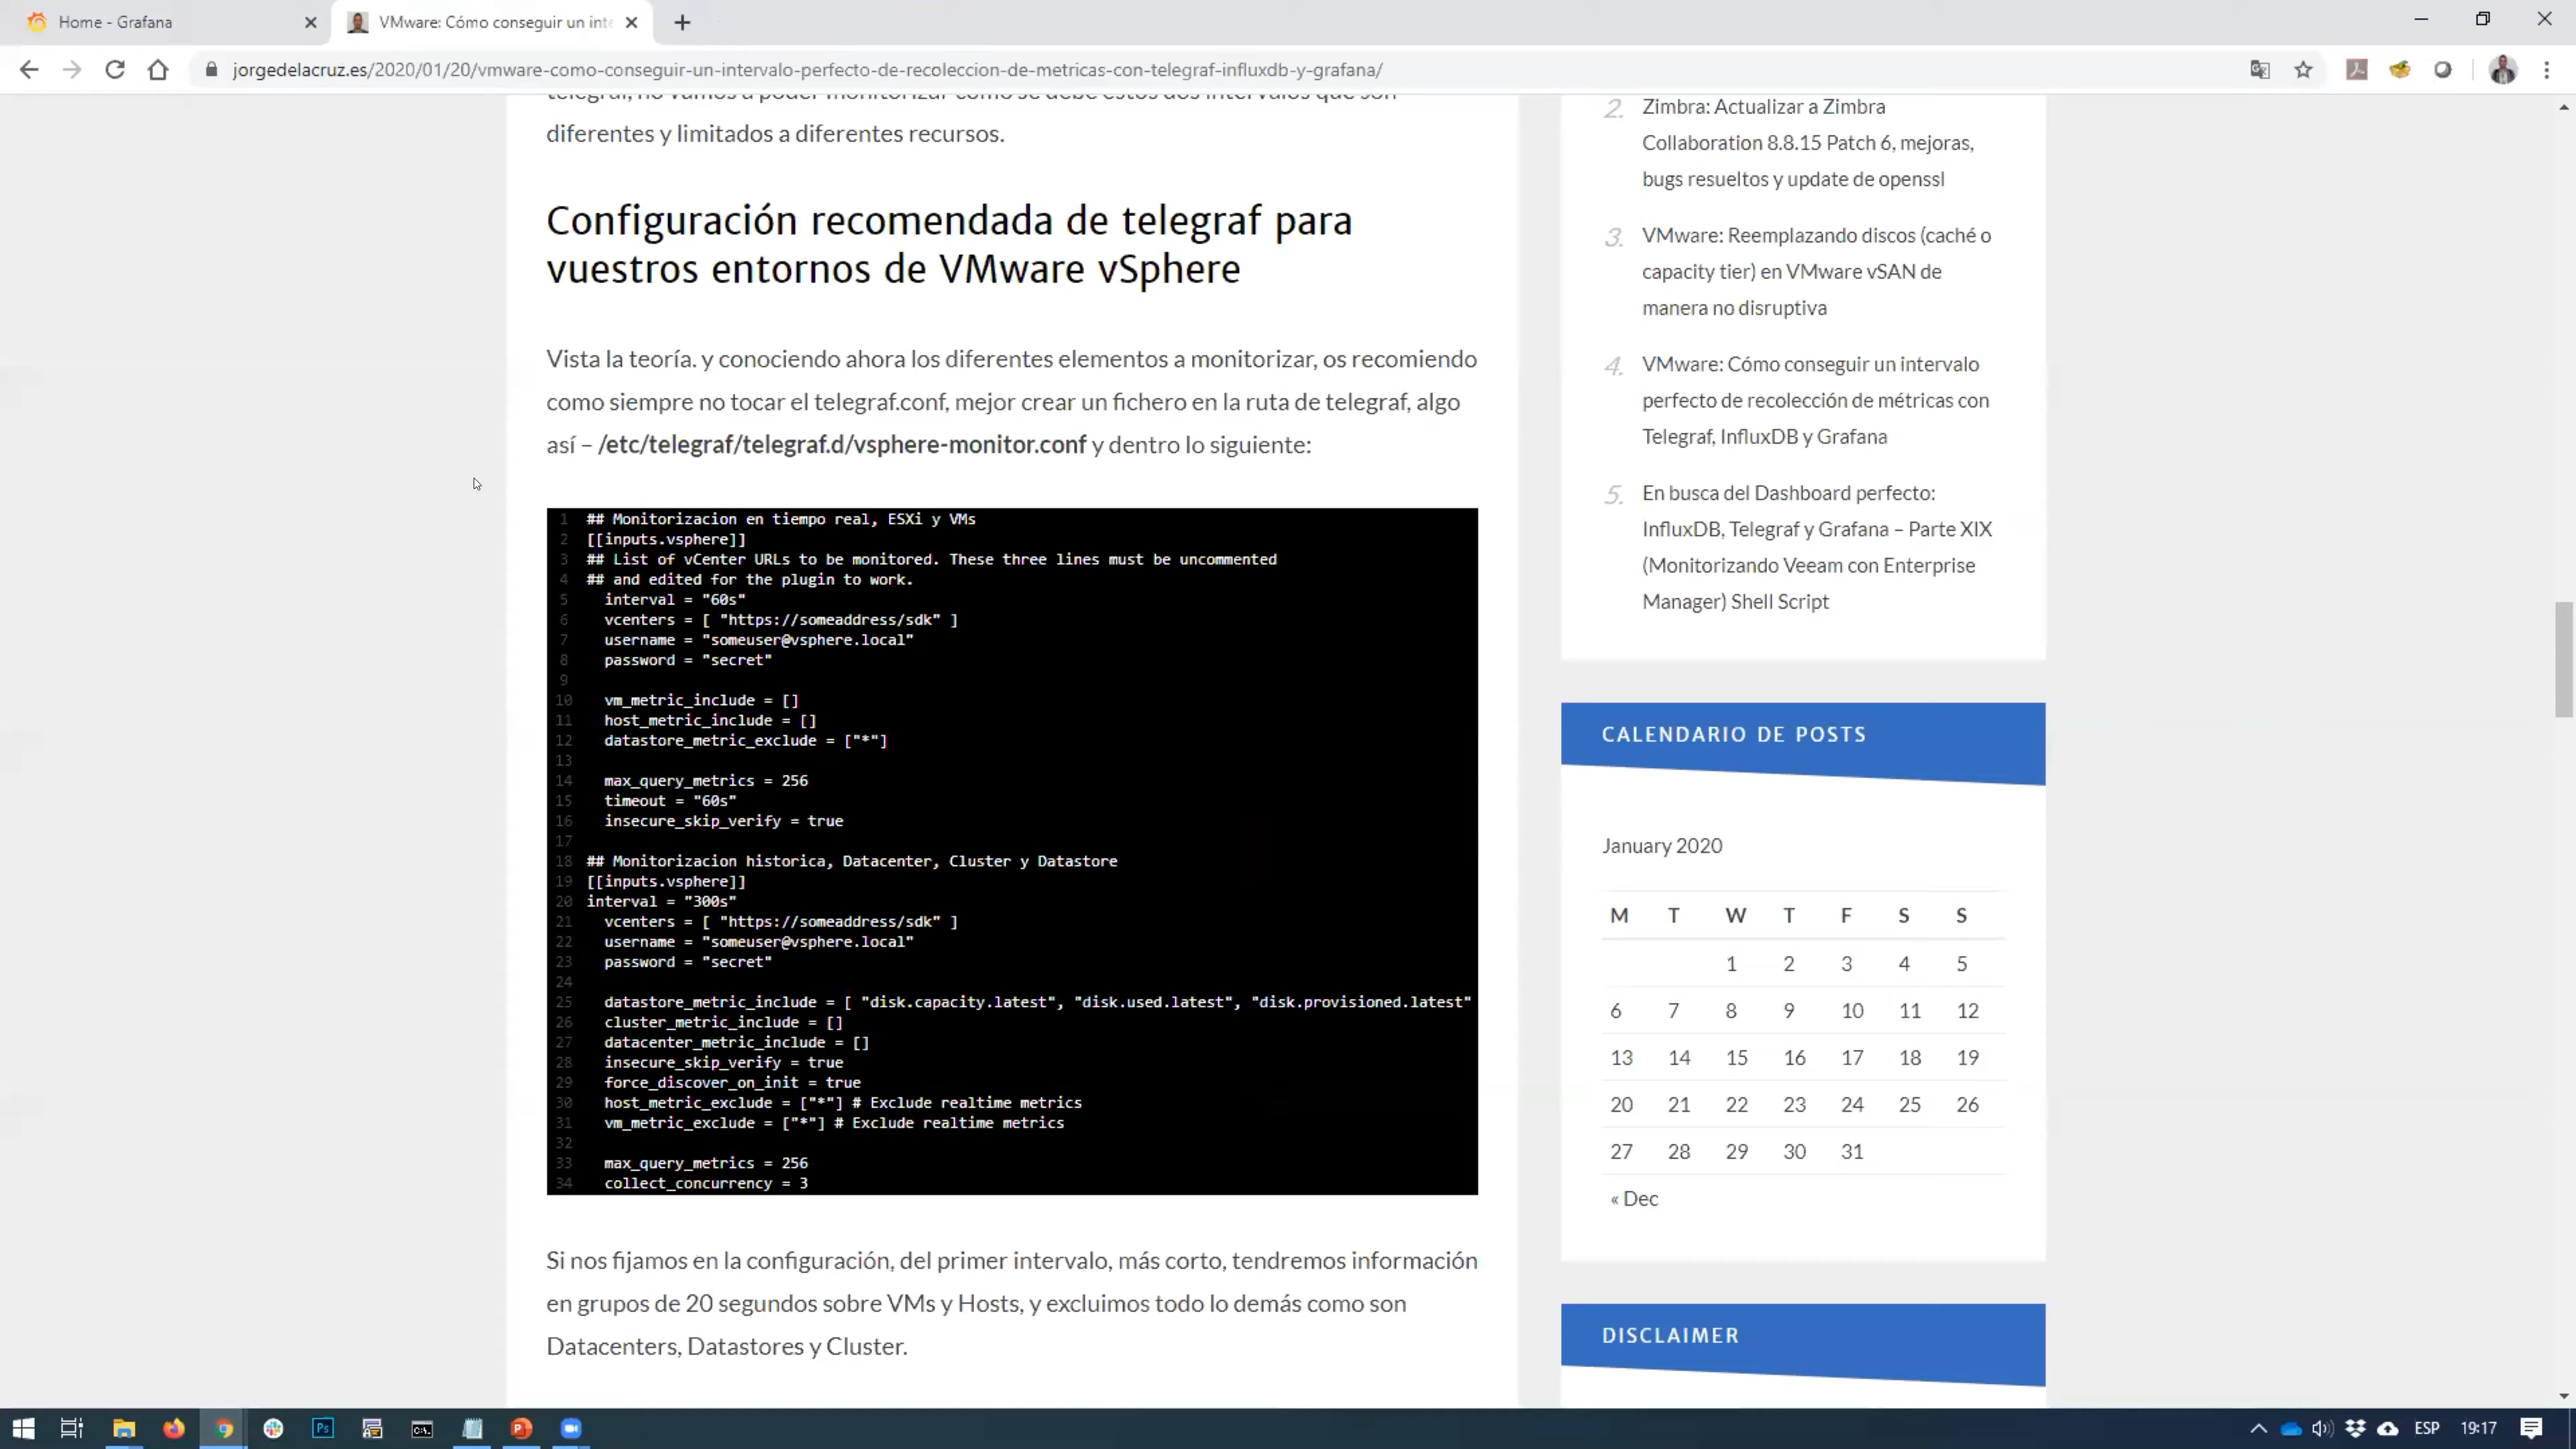 Home - Grafana
VMware: Cómo conseguir un inte
jorgedelacruz.es/2020/01/20/vmware-como-conseguir-un-intervalo-perfecto-de-recoleccion-de-metricas-con-telegraf-influxdb-y-grafana/
telegraf, no vamos a poder monitorizar como se debe estos dos intervalos que son
diferentes y limitados a diferentes recursos.
Configuración recomendada de telegraf para
vuestros entornos de VMware vSphere
Vista la teoría. y conociendo ahora los diferentes elementos a monitorizar, os recomiendo
como siempre no tocar el telegraf.conf, mejor crear un fichero en la ruta de telegraf, algo
así – /etc/telegraf/telegraf.d/vsphere-monitor.conf y dentro lo siguiente:
1 ## Monitorizacion en tiempo real, ESXi y VMs
2 [[inputs.vsphere]]
3 ## List of vCenter URLs to be monitored. These three lines must be uncommented
4 ## and edited for the plugin to work.
5 interval = "60s"
6 vcenters = [ "https://someaddress/sdk" ]
7 username = "someuser@vsphere.local"
8 password = "secret"
9
10 vm_metric_include = []
11 host_metric_include = []
12 datastore_metric_exclude = ["*"]
13
14 max_query_metrics = 256
15 timeout = "60s"
16 insecure_skip_verify = true
17
18 ## Monitorizacion historica, Datacenter, Cluster y Datastore
19 [[inputs.vsphere]]
20 interval = "300s"
21 vcenters = [ "https://someaddress/sdk" ]
22 username = "someuser@vsphere.local"
23 password = "secret"
24
25 datastore_metric_include = [ "disk.capacity.latest", "disk.used.latest", "disk.provisioned.latest"
26 cluster_metric_include = []
27 datacenter_metric_include = []
28 insecure_skip_verify = true
29 force_discover_on_init = true
30 host_metric_exclude = ["*"] # Exclude realtime metrics
31 vm_metric_exclude = ["*"] # Exclude realtime metrics
32
33 max_query_metrics = 256
34 collect_concurrency = 3
Si nos fijamos en la configuración, del primer intervalo, más corto, tendremos información
en grupos de 20 segundos sobre VMs y Hosts, y excluimos todo lo demás como son
Datacenters, Datastores y Cluster.
2. Zimbra: Actualizar a Zimbra
Collaboration 8.8.15 Patch 6, mejoras,
bugs resueltos y update de openssl
3. VMware: Reemplazando discos (caché o
capacity tier) en VMware vSAN de
manera no disruptiva
4. VMware: Cómo conseguir un intervalo
perfecto de recolección de métricas con
Telegraf, InfluxDB y Grafana
5. En busca del Dashboard perfecto:
InfluxDB, Telegraf y Grafana – Parte XIX
(Monitorizando Veeam con Enterprise
Manager) Shell Script
CALENDARIO DE POSTS
January 2020
M T W T F S S
1 2 3 4 5
6 7 8 9 10 11 12
13 14 15 16 17 18 19
20 21 22 23 24 25 26
27 28 29 30 31
« Dec
DISCLAIMER
Ps
C:\
P
ESP
19:17